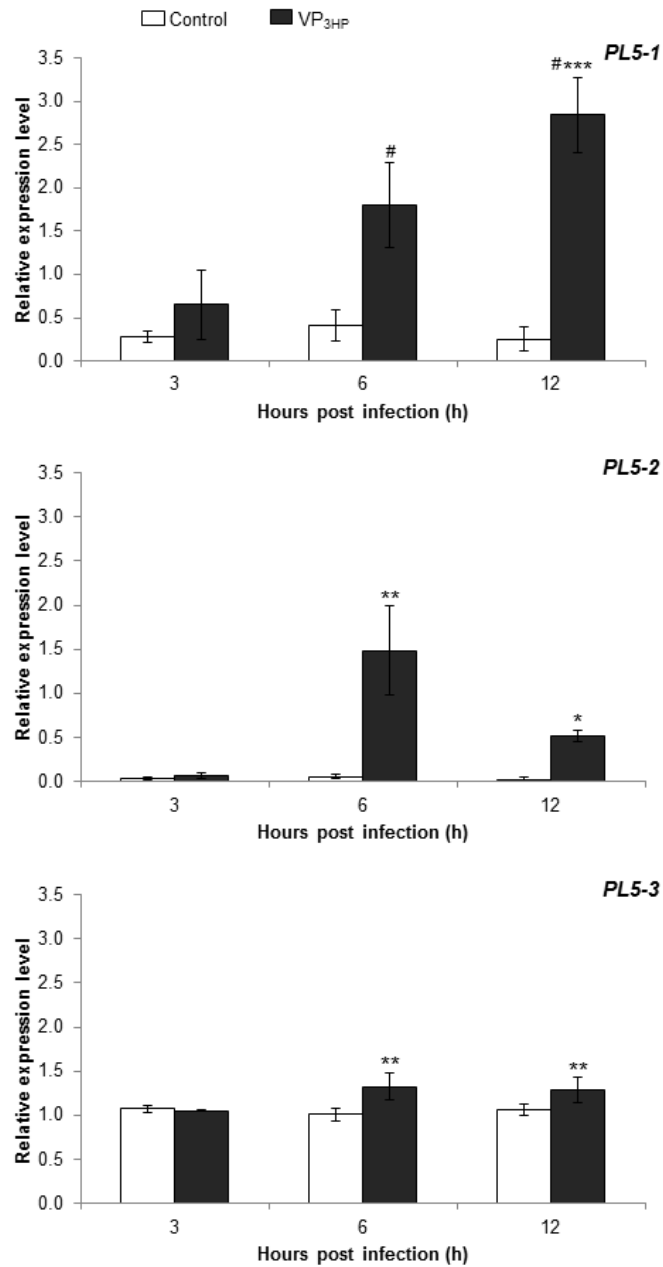 Control VP3HP
PL5-1
#***
#
Relative expression level
3.5
3.0
2.5
2.0
1.5
1.0
0.5
0.0
3 6 12
Hours post infection (h)
PL5-2
**
*
Relative expression level
3.5
3.0
2.5
2.0
1.5
1.0
0.5
0.0
3 6 12
Hours post infection (h)
PL5-3
** **
Relative expression level
3.5
3.0
2.5
2.0
1.5
1.0
0.5
0.0
3 6 12
Hours post infection (h)